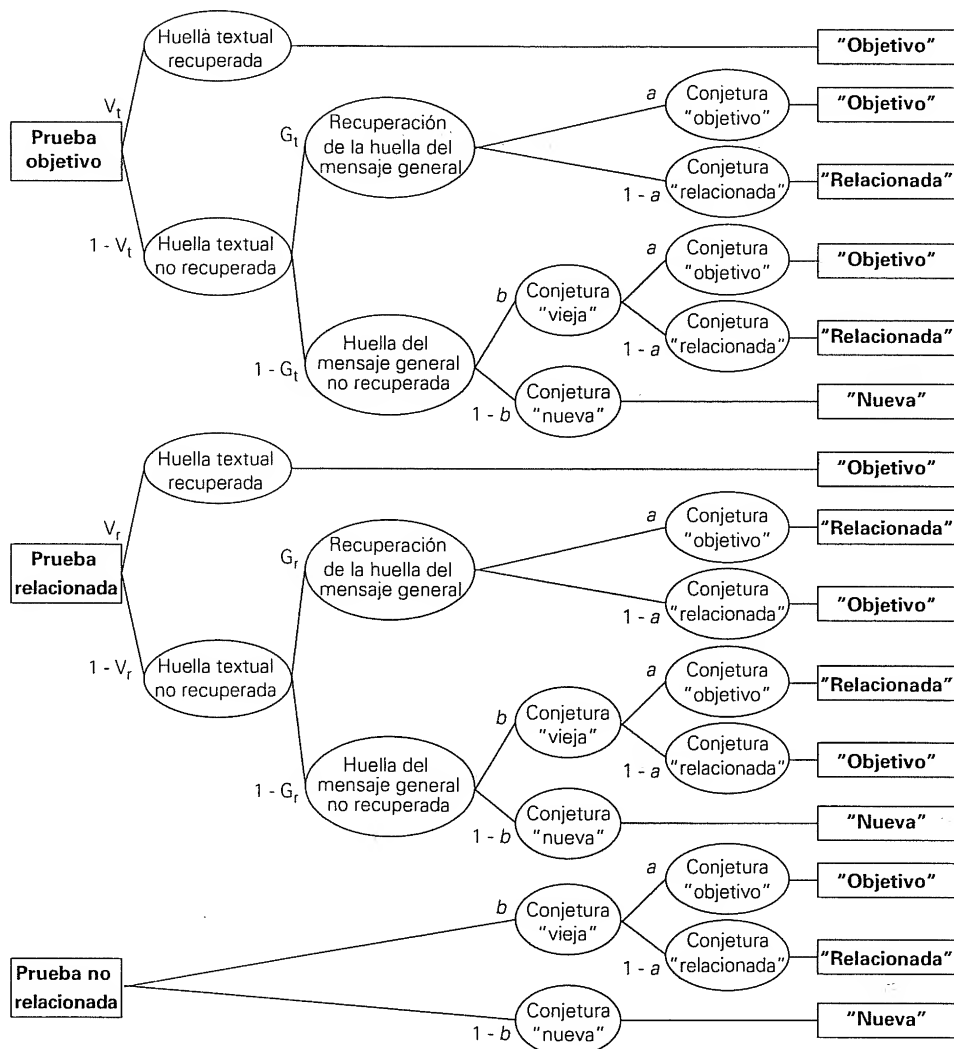 Huella textual
recuperada
"Objetivo"
V_t
Prueba
objetivo
G_t
Recuperación
de la huella del
mensaje general
a
Conjetura
"objetivo"
"Objetivo"
1 - a
Conjetura
"relacionada"
"Relacionada"
1 - V_t
Huella textual
no recuperada
1 - G_t
Huella del
mensaje general
no recuperada
b
Conjetura
"vieja"
a
Conjetura
"objetivo"
"Objetivo"
1 - a
Conjetura
"relacionada"
"Relacionada"
1 - b
Conjetura
"nueva"
"Nueva"
Huella textual
recuperada
"Objetivo"
V_r
Prueba
relacionada
G_r
Recuperación
de la huella del
mensaje general
a
Conjetura
"objetivo"
"Relacionada"
1 - a
Conjetura
"relacionada"
"Objetivo"
1 - V_r
Huella textual
no recuperada
1 - G_r
Huella del
mensaje general
no recuperada
b
Conjetura
"vieja"
a
Conjetura
"objetivo"
"Relacionada"
1 - a
Conjetura
"relacionada"
"Objetivo"
1 - b
Conjetura
"nueva"
"Nueva"
Prueba no
relacionada
b
Conjetura
"vieja"
a
Conjetura
"objetivo"
"Objetivo"
1 - a
Conjetura
"relacionada"
"Relacionada"
1 - b
Conjetura
"nueva"
"Nueva"